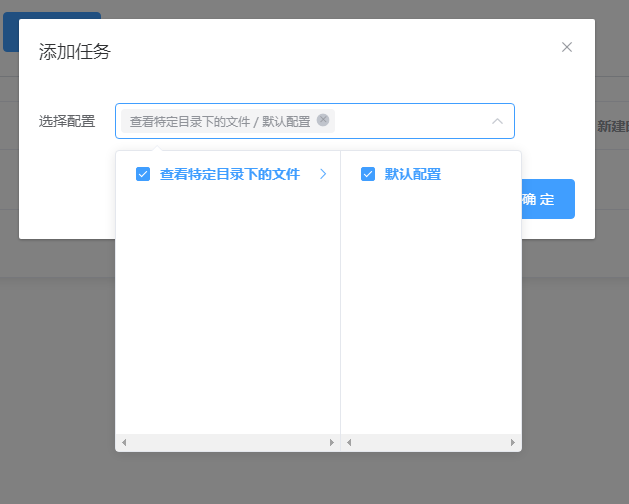 添加任务
选择配置
查看特定目录下的文件 / 默认配置
新建
查看特定目录下的文件
默认配置
确 定